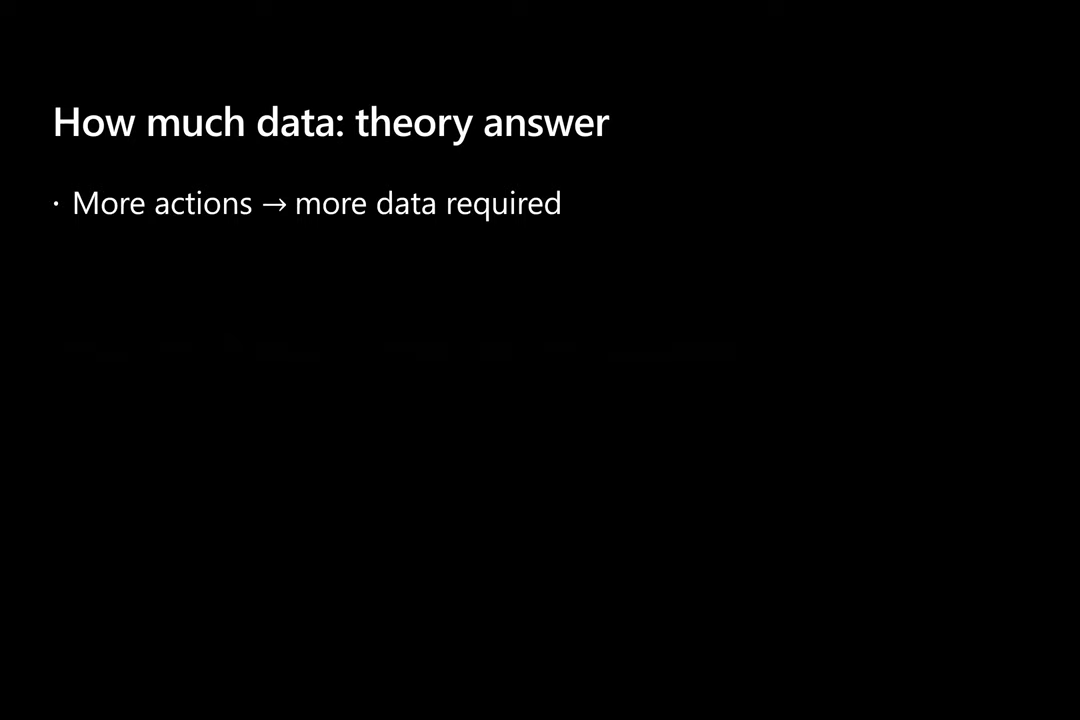 How much data: theory answer
· More actions → more data required